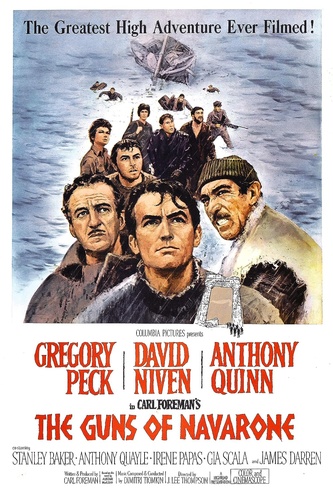 The Greatest High Adventure Ever Filmed!
COLUMBIA PICTURES presents
GREGORY PECK
DAVID NIVEN
ANTHONY QUINN
in CARL FOREMAN'S
THE GUNS OF NAVARONE
co-starring
STANLEY BAKER · ANTHONY QUAYLE · IRENE PAPAS · GIA SCALA and JAMES DARREN
Written & Produced by
CARL FOREMAN
Music Composed & Conducted by
DIMITRI TIOMKIN
Directed by
J. LEE THOMPSON
COLOR and
CINEMASCOPE